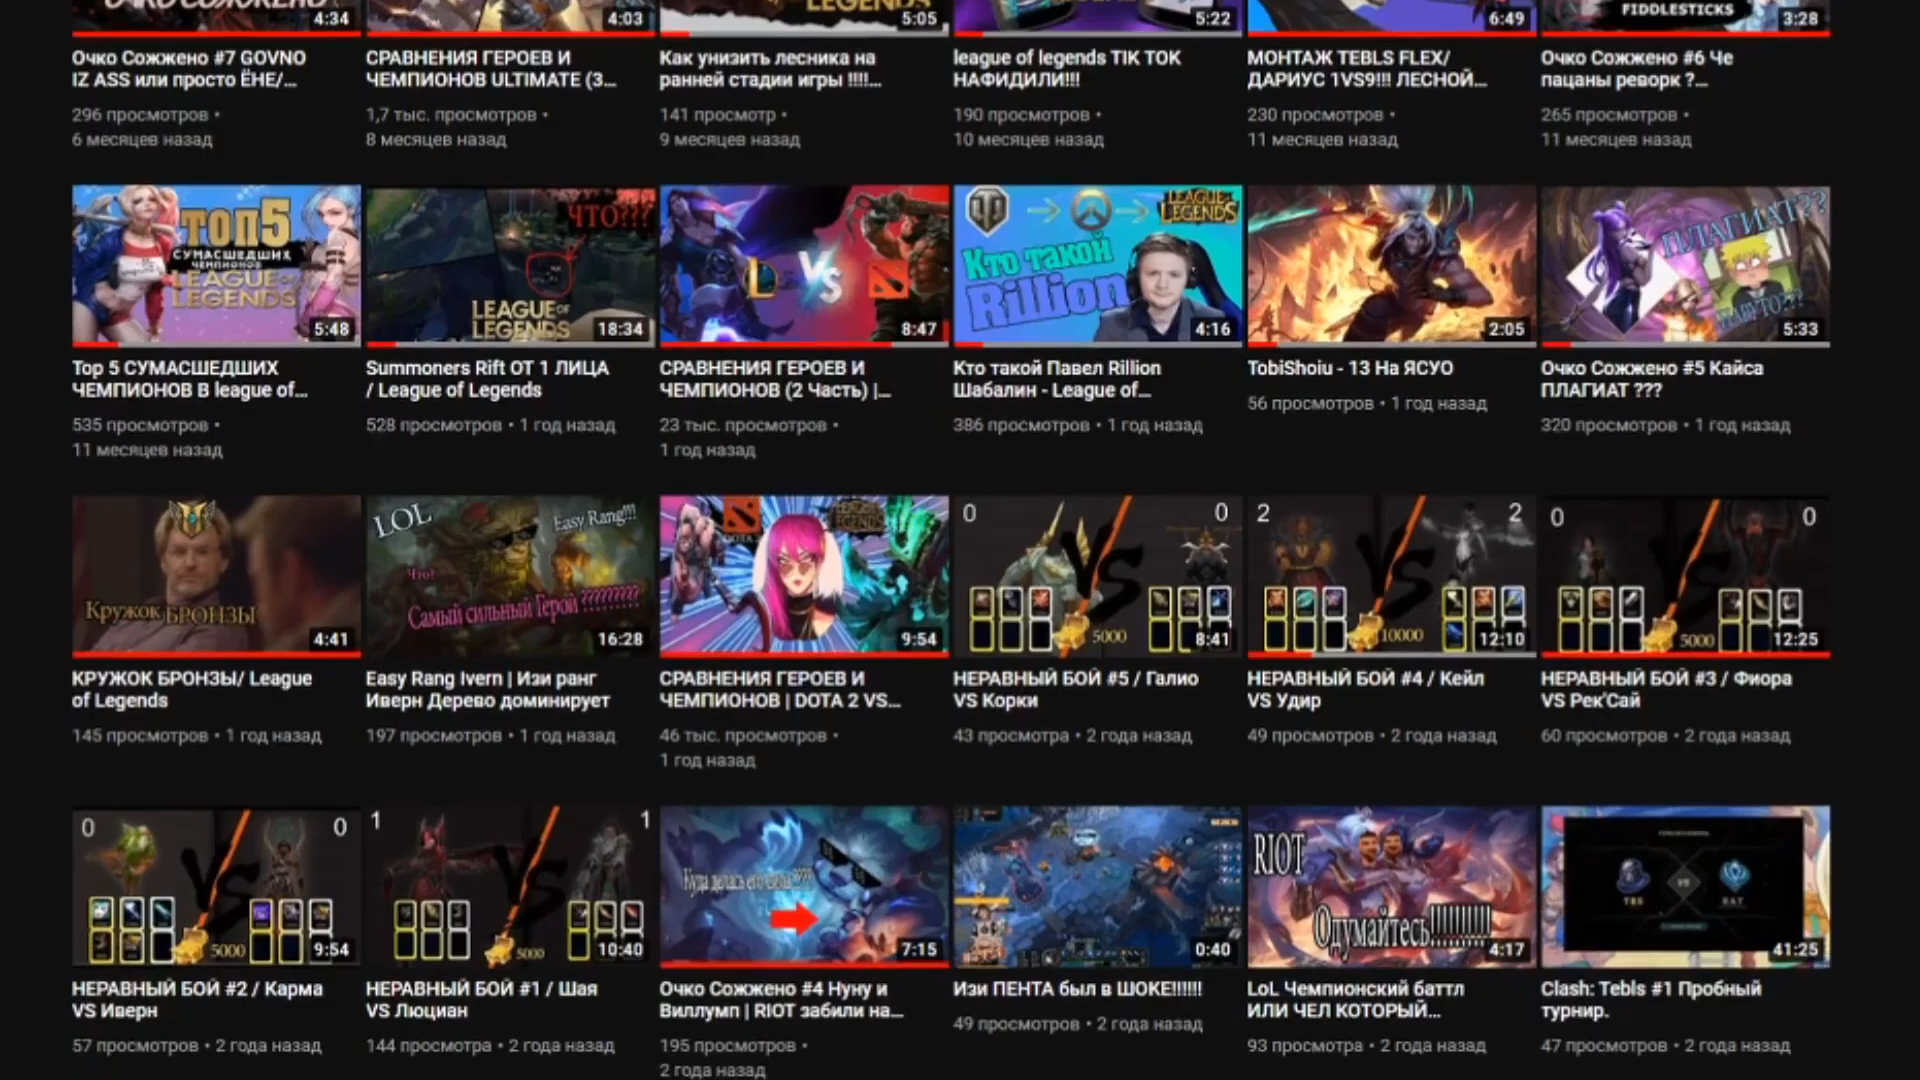 4:34
4:03
5:05
5:22
6:49
FIDDLESTICKS
3:28
Очко Сожжено #7 GOVNO
IZ ASS или просто ЁНЕ/...
296 просмотров •
6 месяцев назад
СРАВНЕНИЯ ГЕРОЕВ И
ЧЕМПИОНОВ ULTIMATE (3...
1,7 тыс. просмотров •
8 месяцев назад
Как унизить лесника на
ранней стадии игры !!!!...
141 просмотр •
9 месяцев назад
league of legends TIK TOK
НАФИДИЛИ!!!
190 просмотров •
10 месяцев назад
МОНТАЖ TEBLS FLEX/
ДАРИУС 1VS9!!! ЛЕСНОЙ...
230 просмотров •
11 месяцев назад
Очко Сожжено #6 Че
пацаны реворк ?...
265 просмотров •
11 месяцев назад
ТОП5
СУМАСШЕДШИХ
ЧЕМПИОНОВ
LEAGUE OF
LEGENDS
5:48
ЧТО???
LEAGUE OF
LEGENDS
18:34
L VS
8:47
LEAGUE OF
LEGENDS
Кто такой
Rillion
4:16
2:05
ПЛАГИАТ??
5:33
Top 5 СУМАСШЕДШИХ
ЧЕМПИОНОВ В league of...
535 просмотров •
11 месяцев назад
Summoners Rift ОТ 1 ЛИЦА
/ League of Legends
528 просмотров • 1 год назад
СРАВНЕНИЯ ГЕРОЕВ И
ЧЕМПИОНОВ (2 Часть) |...
23 тыс. просмотров •
1 год назад
Кто такой Павел Rillion
Шабалин - League of...
386 просмотров • 1 год назад
TobiShoiu - 13 На ЯСУО
56 просмотров • 1 год назад
Очко Сожжено #5 Кайса
ПЛАГИАТ ???
320 просмотров • 1 год назад
Кружок БРОНЗЫ
4:41
LOL
Easy Rang!!!
Что?
Самый сильный Герой ?????????
16:28
9:54
0 0
VS
5000
8:41
2 2
VS
10000
12:10
0 0
VS
5000
12:25
КРУЖОК БРОНЗЫ/ League
of Legends
145 просмотров • 1 год назад
Easy Rang Ivern | Изи ранг
Иверн Дерево доминирует
197 просмотров • 1 год назад
СРАВНЕНИЯ ГЕРОЕВ И
ЧЕМПИОНОВ | DOTA 2 VS...
46 тыс. просмотров •
1 год назад
НЕРАВНЫЙ БОЙ #5 / Галио
VS Корки
43 просмотра • 2 года назад
НЕРАВНЫЙ БОЙ #4 / Кейл
VS Удир
49 просмотров • 2 года назад
НЕРАВНЫЙ БОЙ #3 / Фиора
VS Рек'Сай
60 просмотров • 2 года назад
0 0
VS
5000
9:54
1 1
VS
5000
10:40
Куда делась его
7:15
0:40
RIOT
Одумайтесь!!!!!!!!!!
4:17
VS
41:25
НЕРАВНЫЙ БОЙ #2 / Карма
VS Иверн
57 просмотров • 2 года назад
НЕРАВНЫЙ БОЙ #1 / Шая
VS Люциан
144 просмотра • 2 года назад
Очко Сожжено #4 Нуну и
Виллумп | RIOT забили на...
195 просмотров •
2 года назад
Изи ПЕНТА был в ШОКЕ!!!!!!
49 просмотров • 2 года назад
LoL Чемпионский баттл
ИЛИ ЧЕЛ КОТОРЫЙ...
93 просмотра • 2 года назад
Clash: Tebls #1 Пробный
турнир.
47 просмотров • 2 года назад